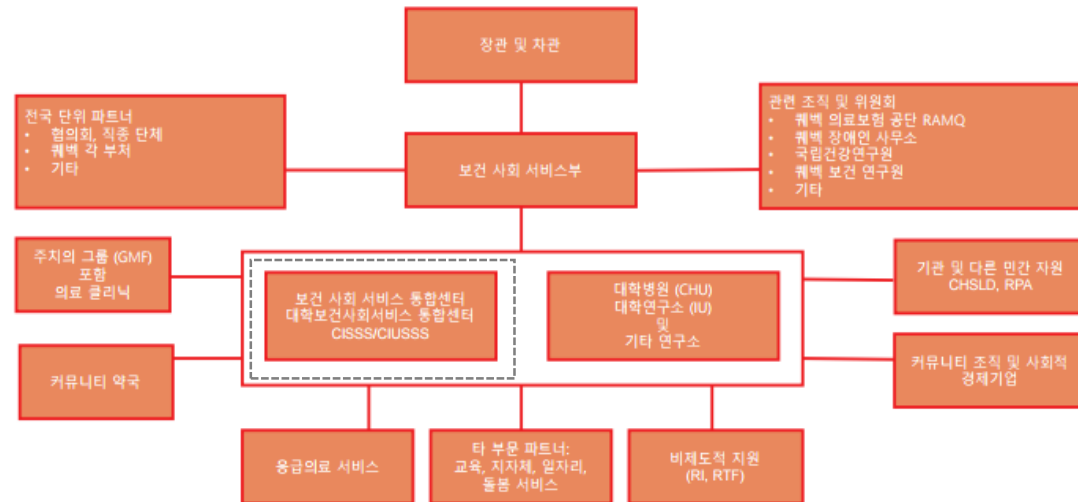 장관 및 차관
전국 단위 파트너
• 협의회, 직종 단체
• 퀘벡 각 부처
• 기타
보건 사회 서비스부
관련 조직 및 위원회
• 퀘벡 의료보험 공단 RAMQ
• 퀘벡 장애인 사무소
• 국립건강연구원
• 퀘벡 보건 연구원
• 기타
주치의 그룹 (GMF)
포함
의료 클리닉
보건 사회 서비스 통합센터
대학보건사회서비스 통합센터
CISSS/CIUSSS
대학병원 (CHU)
대학연구소 (IU)
및
기타 연구소
기관 및 다른 민간 자원
CHSLD, RPA
커뮤니티 약국
커뮤니티 조직 및 사회적
경제기업
응급의료 서비스
타 부문 파트너:
교육, 지자체, 일자리,
돌봄 서비스
비제도적 지원
(RI, RTF)